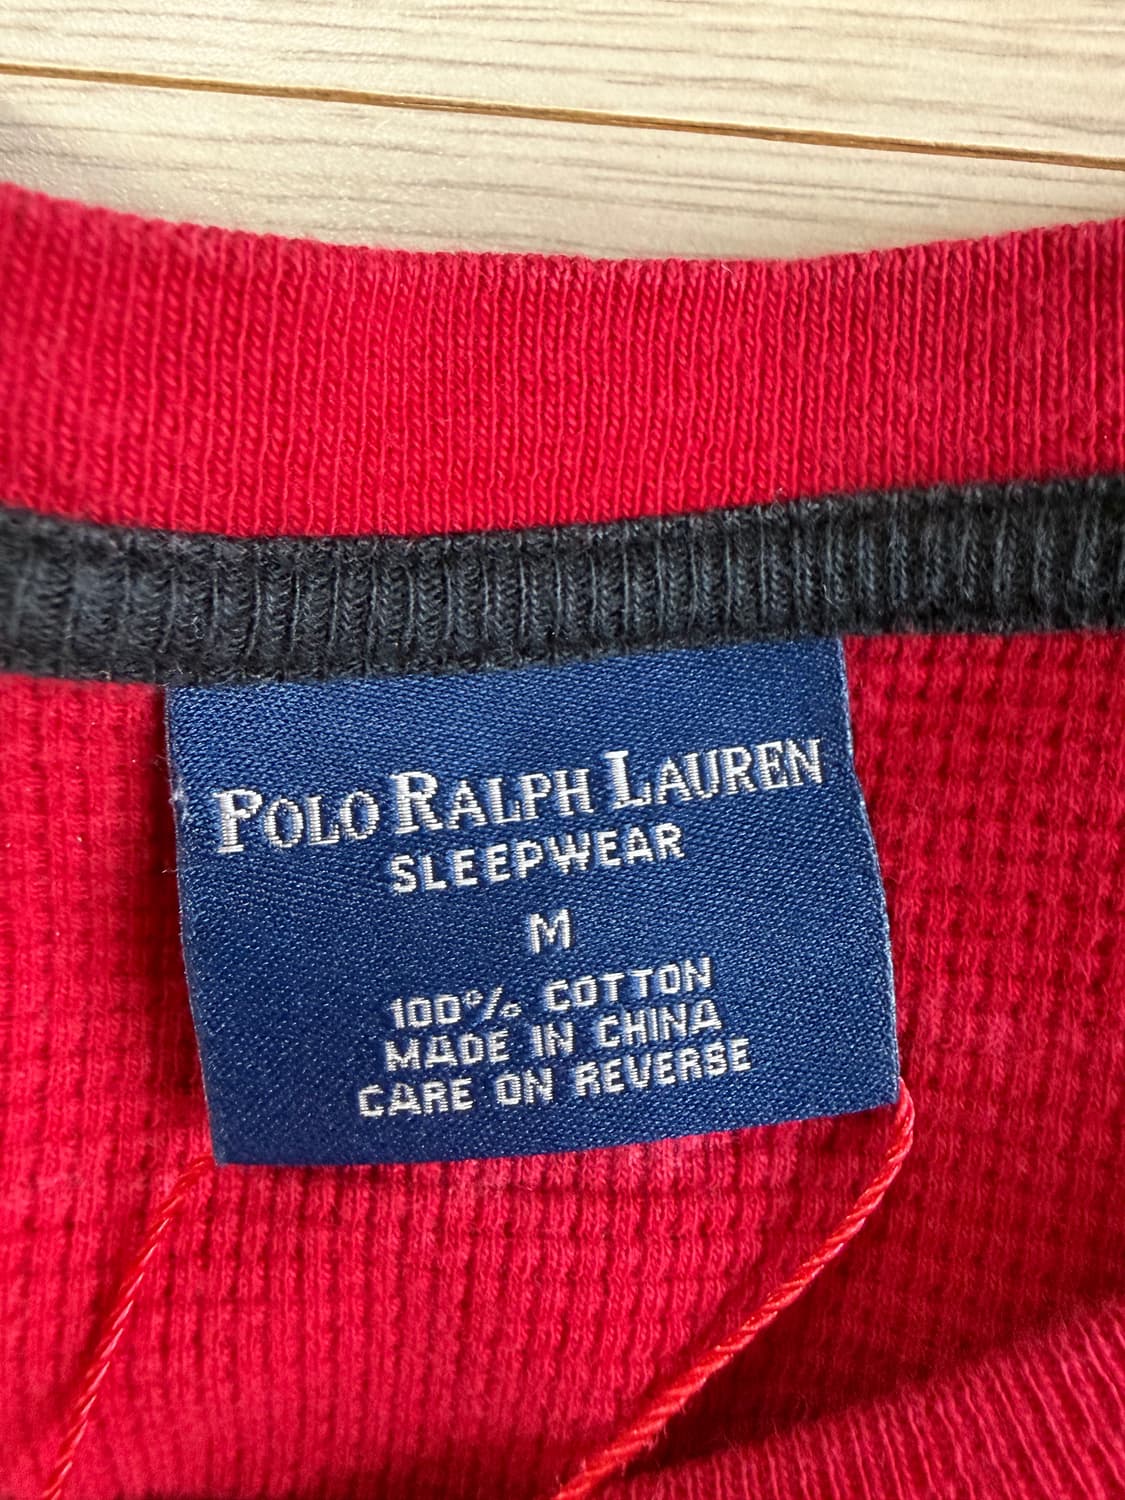 POLO RALPH LAUREN
SLEEPWEAR
M
100% COTTON
MADE IN CHINA
CARE ON REVERSE